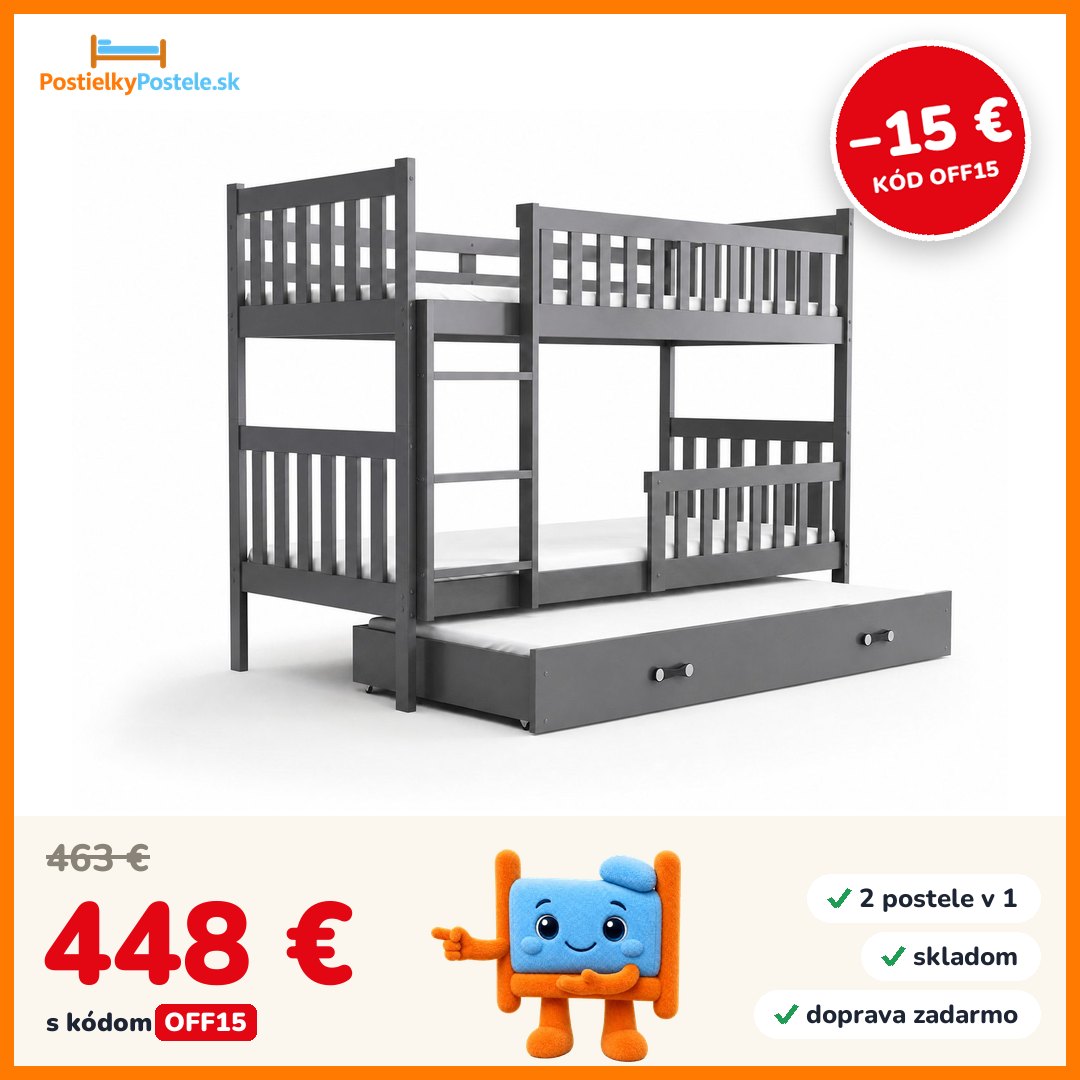 PostielkyPostele.sk
–15 €
KÓD OFF15
463 €
448 €
s kódom OFF15
2 postele v 1
skladom
doprava zadarmo